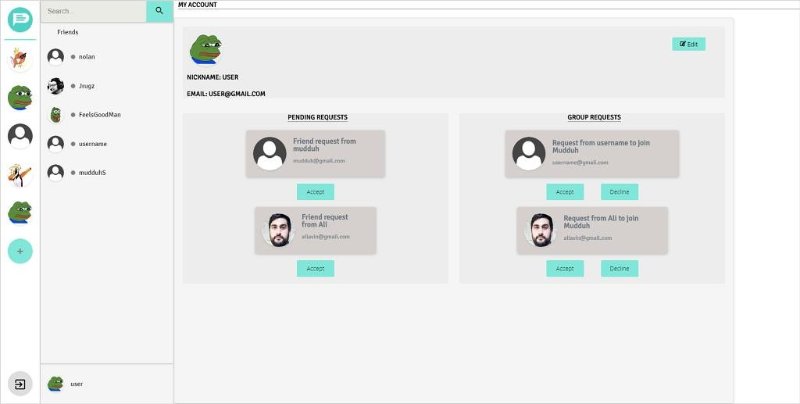 Search...
Friends
nolan
Jrugz
FeelsGoodMan
username
mudduhS
user
MY ACCOUNT
Edit
NICKNAME: USER
EMAIL: USER@GMAIL.COM
PENDING REQUESTS
Friend request from
mudduh
mudduh@gmail.com
Accept
Friend request
from Ali
aliavin@gmail.com
Accept
GROUP REQUESTS
Request from username to join
Mudduh
username@gmail.com
Accept
Decline
Request from Ali to join
Mudduh
aliavin@gmail.com
Accept
Decline